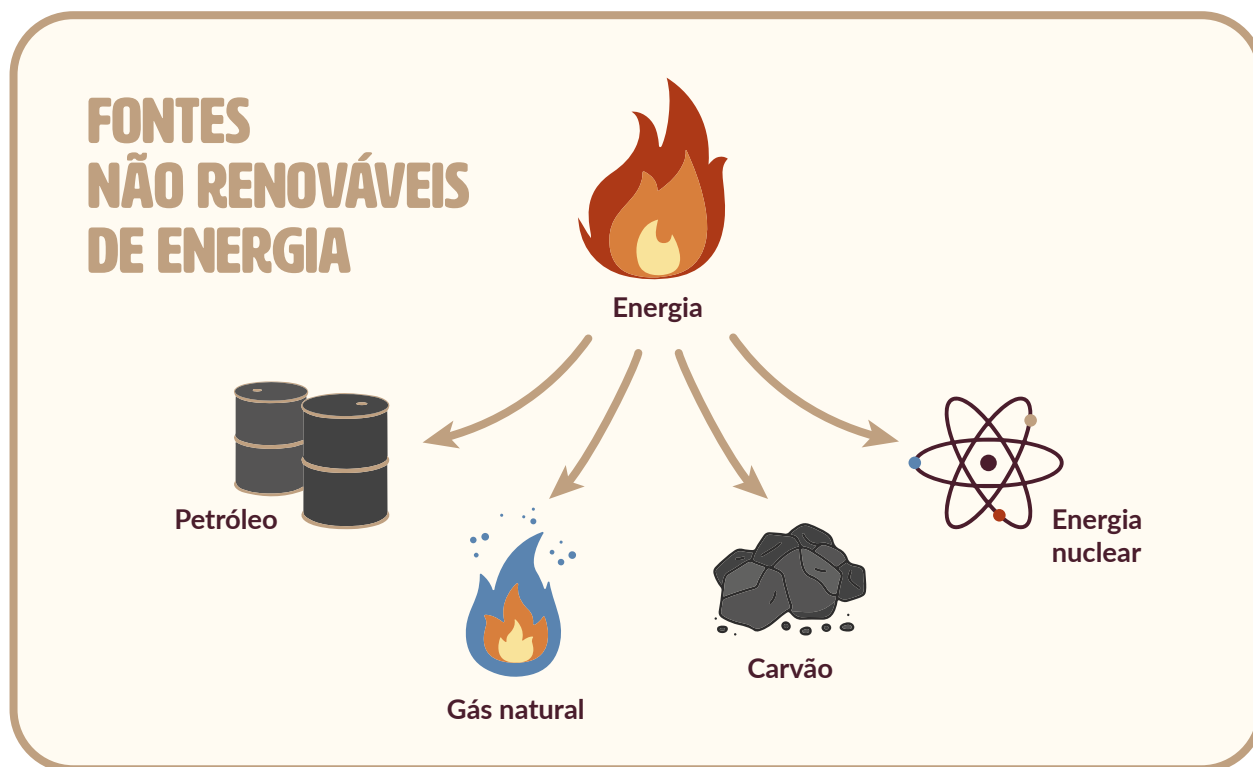 FONTES
NÃO RENOVÁVEIS
DE ENERGIA
Energia
Petróleo
Gás natural
Carvão
Energia
nuclear